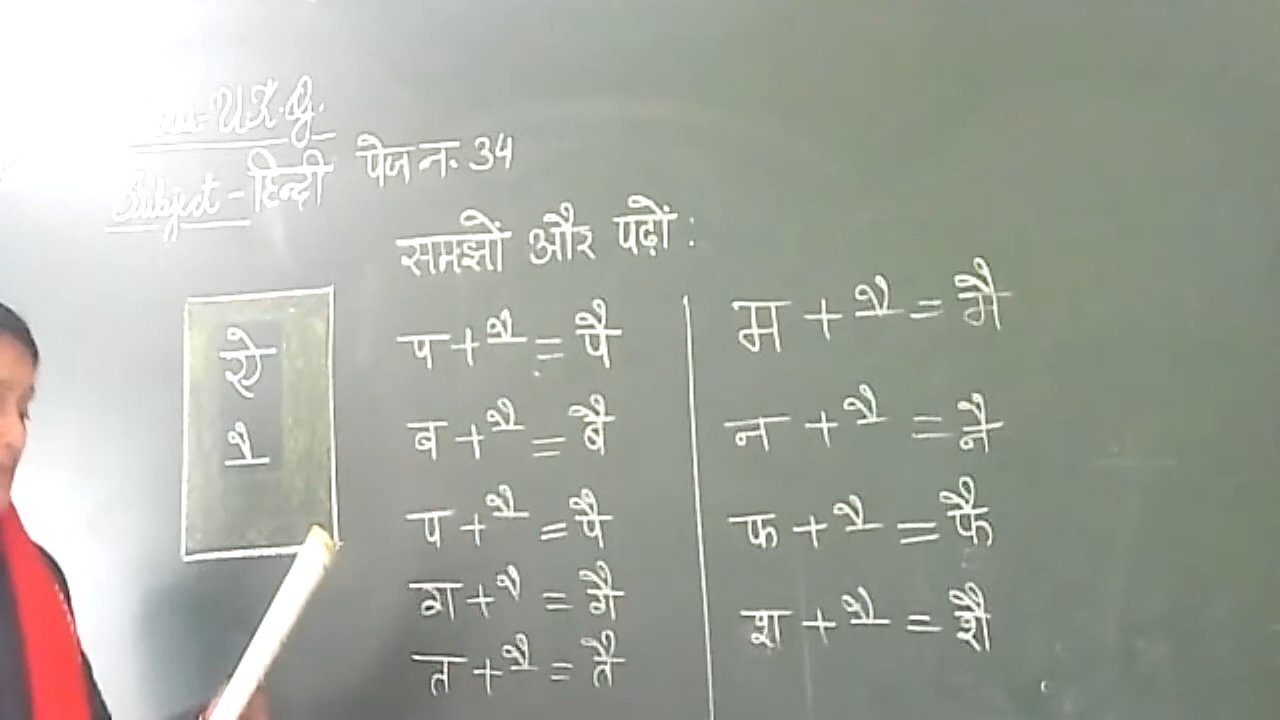 U.K.G.
Subject - हिन्दी पेज न. 34
समझों और पढ़ों :
ऐ
ै
प + ै = पै
ब + ै = बै
प + ै = पै
ग + ै = गै
त + ै = तै
म + ै = मै
न + ै = नै
फ + ै = फै
श + ै = शै